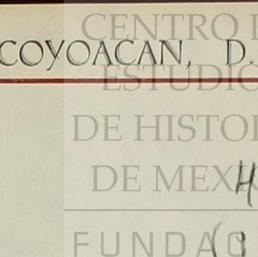 CENTRO
COYOACAN, D.
ESTUDIO
DE HISTO
DE MEX
H
FUNDA